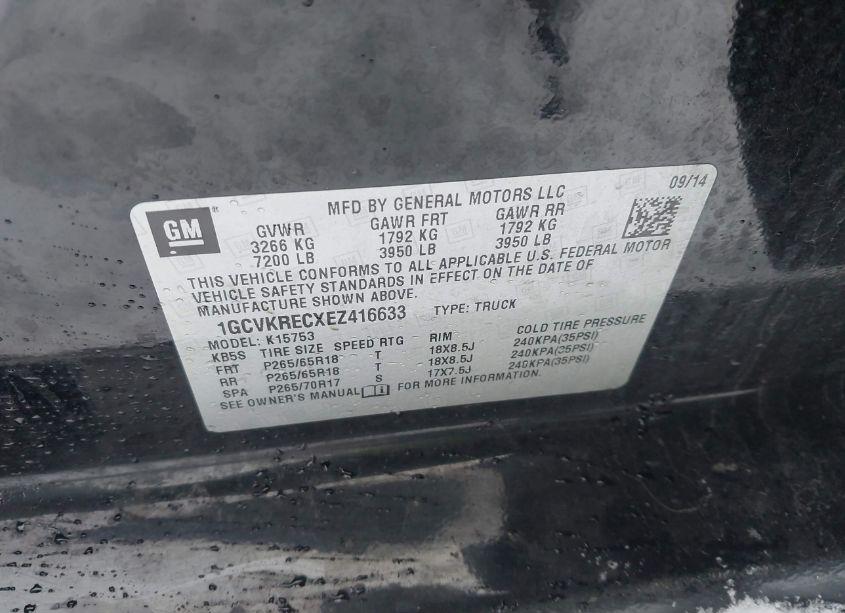 GM ®
MFD BY GENERAL MOTORS LLC
09/14
GVWR GAWR FRT GAWR RR
3266 KG 1792 KG 1792 KG
7200 LB 3950 LB 3950 LB
THIS VEHICLE CONFORMS TO ALL APPLICABLE U.S. FEDERAL MOTOR
VEHICLE SAFETY STANDARDS IN EFFECT ON THE DATE OF
MANUFACTURE SHOWN ABOVE.
1GCVKRECXEZ416633 TYPE: TRUCK
MODEL: K15753
KB5S TIRE SIZE SPEED RTG RIM COLD TIRE PRESSURE
FRT P265/65R18 T 18X8.5J 240KPA(35PSI)
RR P265/65R18 T 18X8.5J 240KPA(35PSI)
SPA P265/70R17 S 17X7.5J 240KPA(35PSI)
SEE OWNER'S MANUAL FOR MORE INFORMATION.